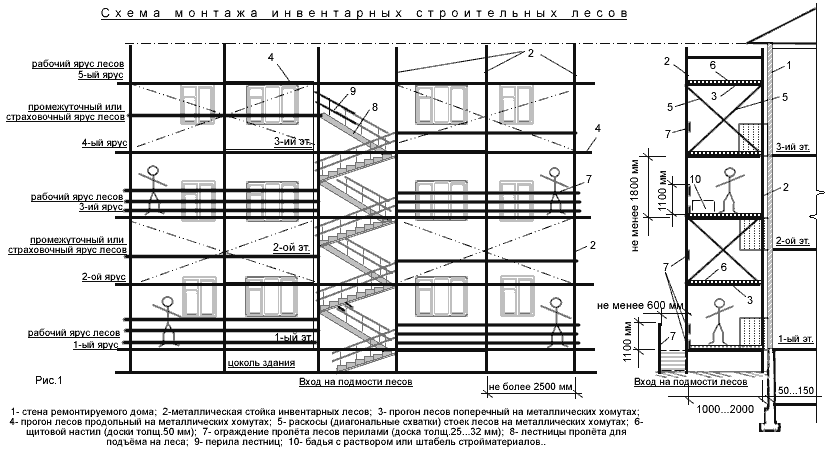 Схема монтажа инвентарных строительных лесов
рабочий ярус лесов
5-ый ярус
промежуточный или
страховочный ярус лесов
4-ый ярус
рабочий ярус лесов
3-ий ярус
промежуточный или
страховочный ярус лесов
2-ой ярус
рабочий ярус лесов
1-ый ярус
4
9
8
2
3-ий эт.
4
7
2-ой эт.
2
1-ый эт.
цоколь здания
Рис.1
Вход на подмости лесов
не более 2500 мм
2
6
1
3
5
5
7
3-ий эт.
не менее 1800 мм
1100 мм
10
2
2-ой эт.
7
6
3
не менее 600 мм
1100 мм
7
1-ый эт.
Вход на подмости лесов
50...150
1000...2000
1- стена ремонтируемого дома; 2-металлическая стойка инвентарных лесов; 3- прогон лесов поперечный на металлических хомутах;
4- прогон лесов продольный на металлических хомутах; 5- раскосы (диагональные схватки) стоек лесов на металлических хомутах; 6-
щитовой настил (доски толщ.50 мм); 7- ограждение пролёта лесов перилами (доска толщ.25...32 мм); 8- лестницы пролёта для
подъёма на леса; 9- перила лестниц; 10- бадья с раствором или штабель стройматериалов..